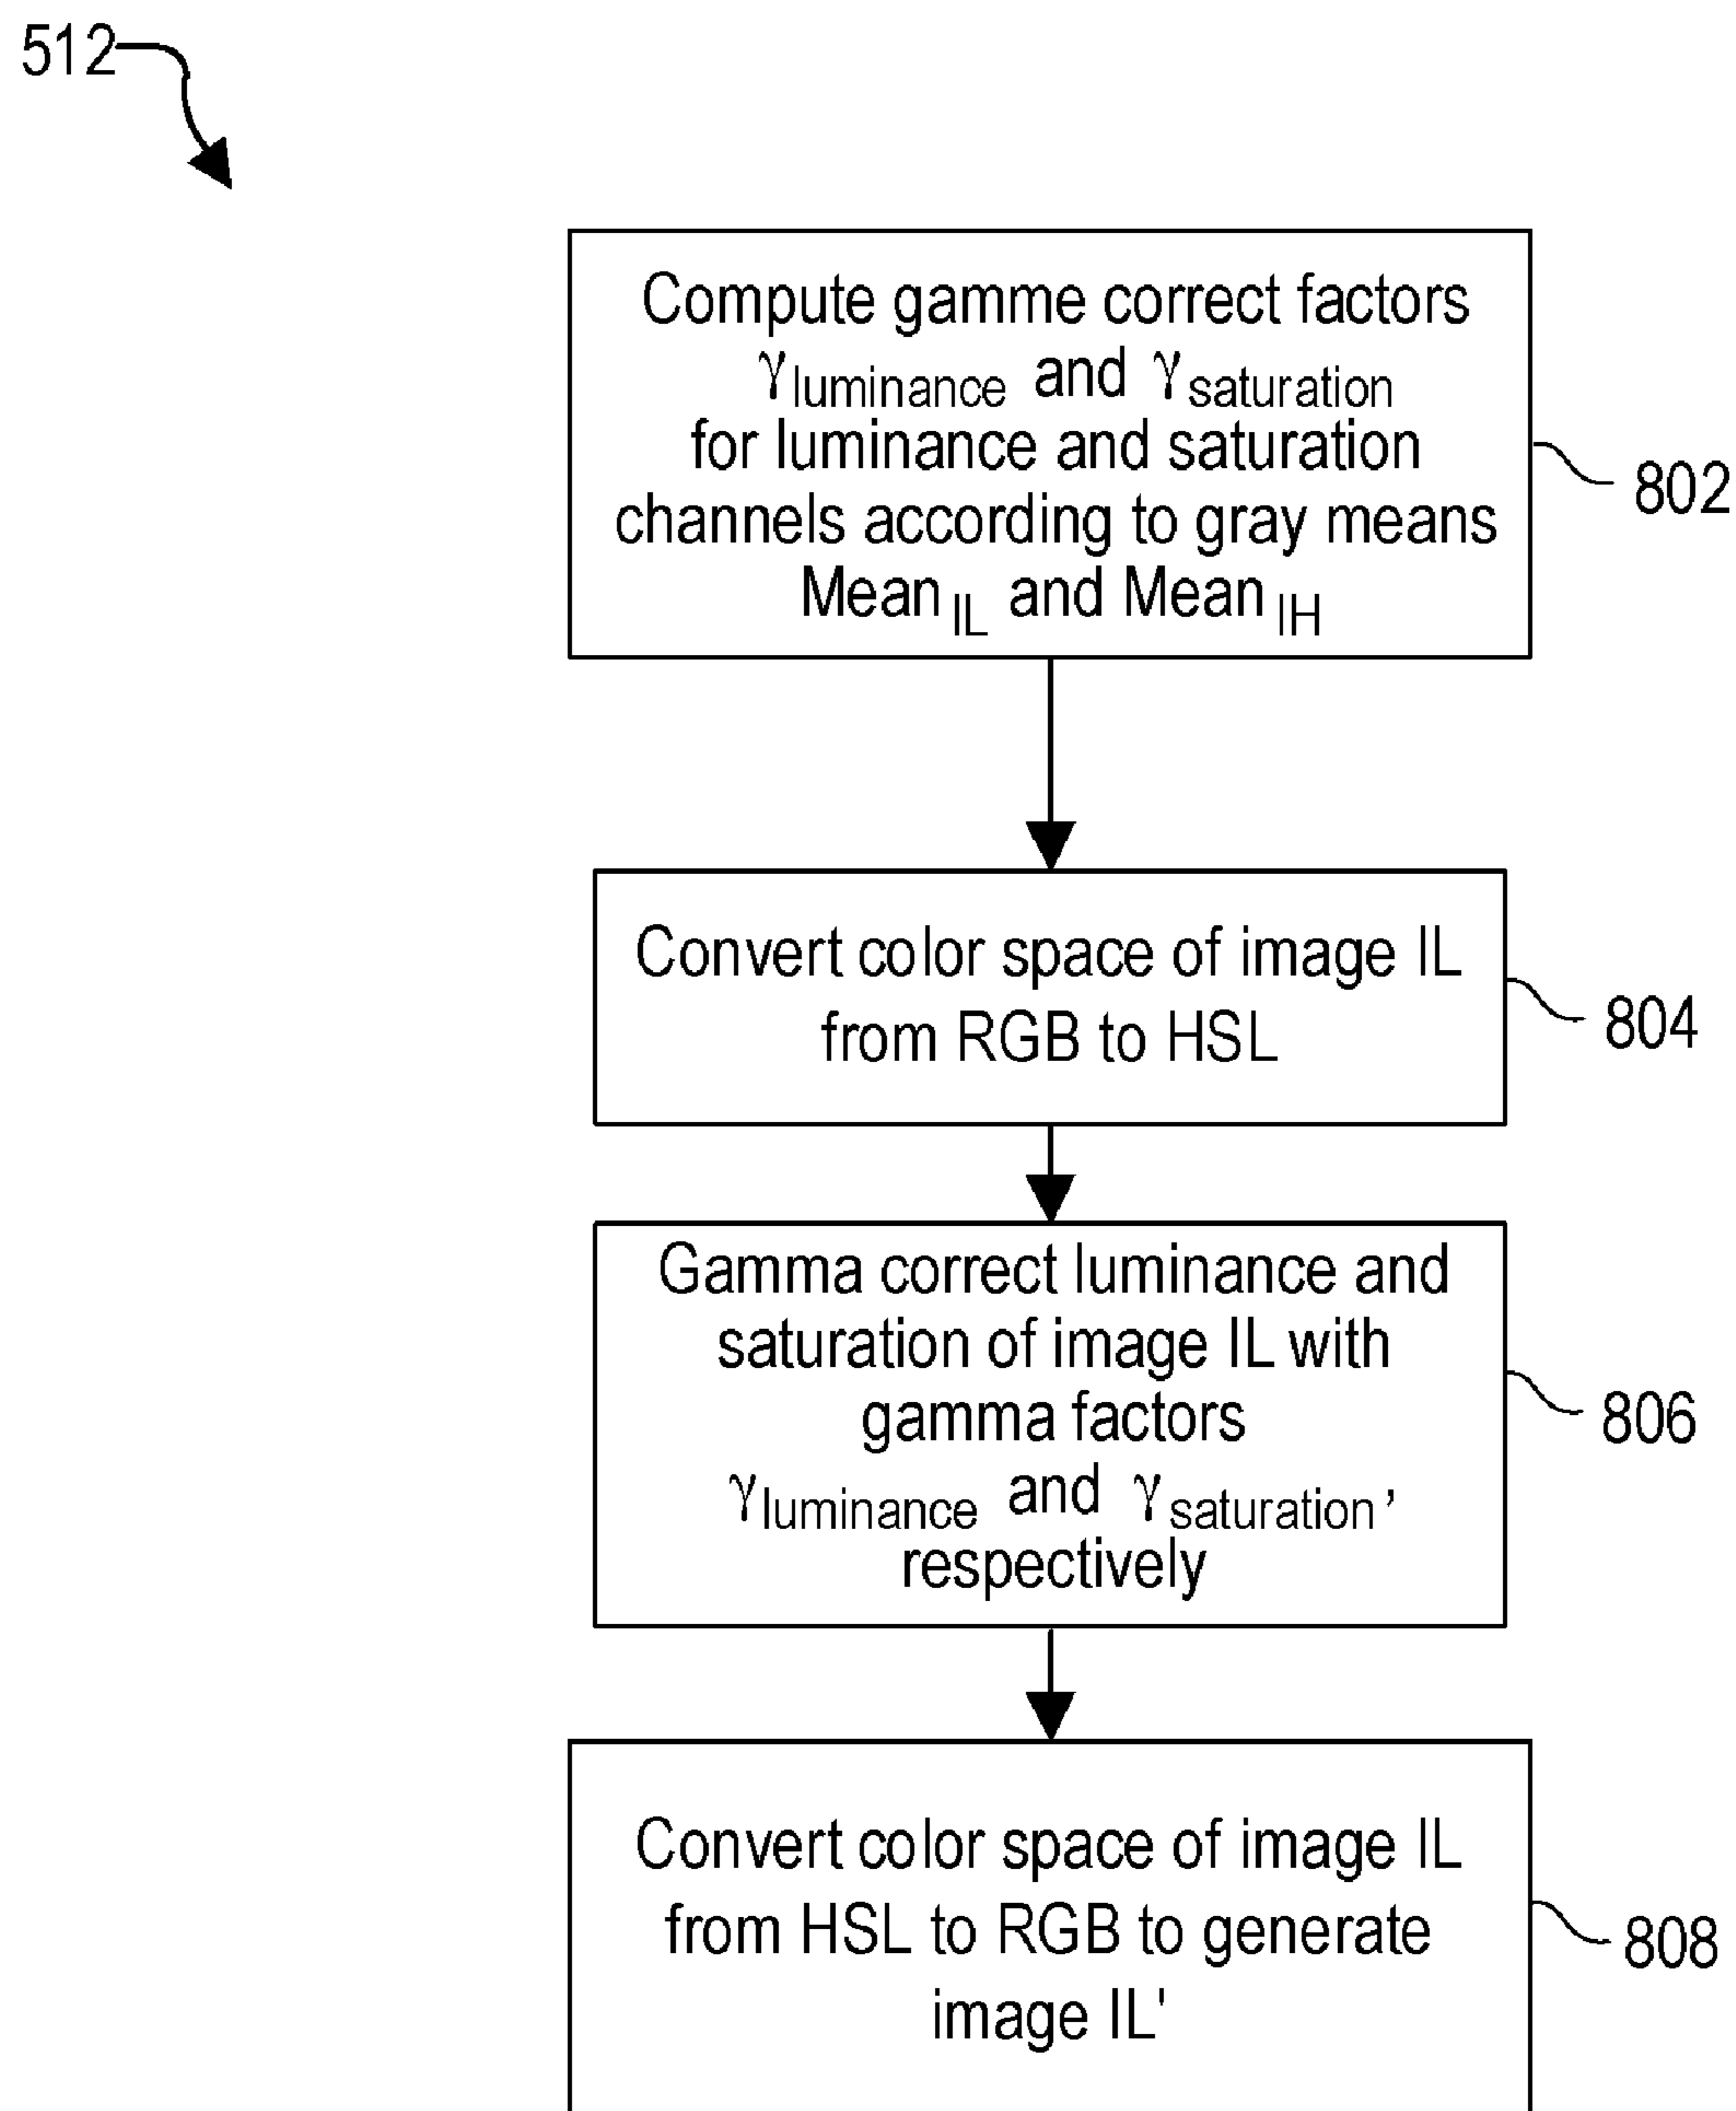 512
Compute gamme correct factors
γluminance and γsaturation
for luminance and saturation
channels according to gray means
MeanIL and MeanIH
802
Convert color space of image IL
from RGB to HSL
804
Gamma correct luminance and
saturation of image IL with
gamma factors
γluminance and γsaturation,
respectively
806
Convert color space of image IL
from HSL to RGB to generate
image IL'
808